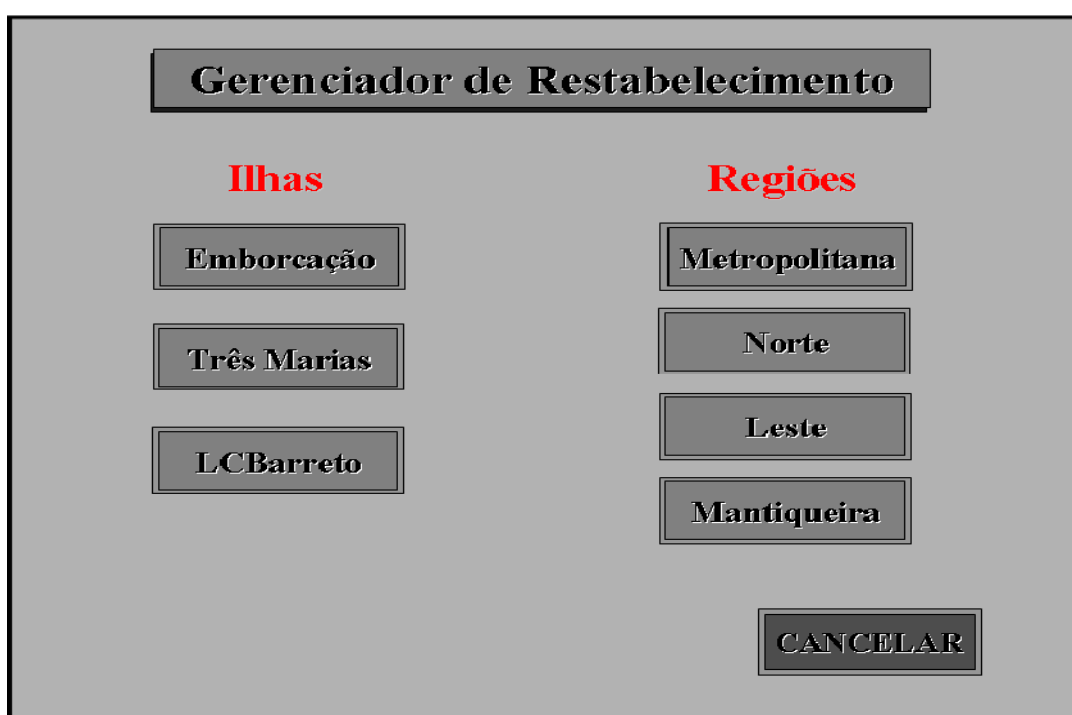 Gerenciador de Restabelecimento
Ilhas
Emborcação
Três Marias
LCBarreto
Regiões
Metropolitana
Norte
Leste
Mantiqueira
CANCELAR